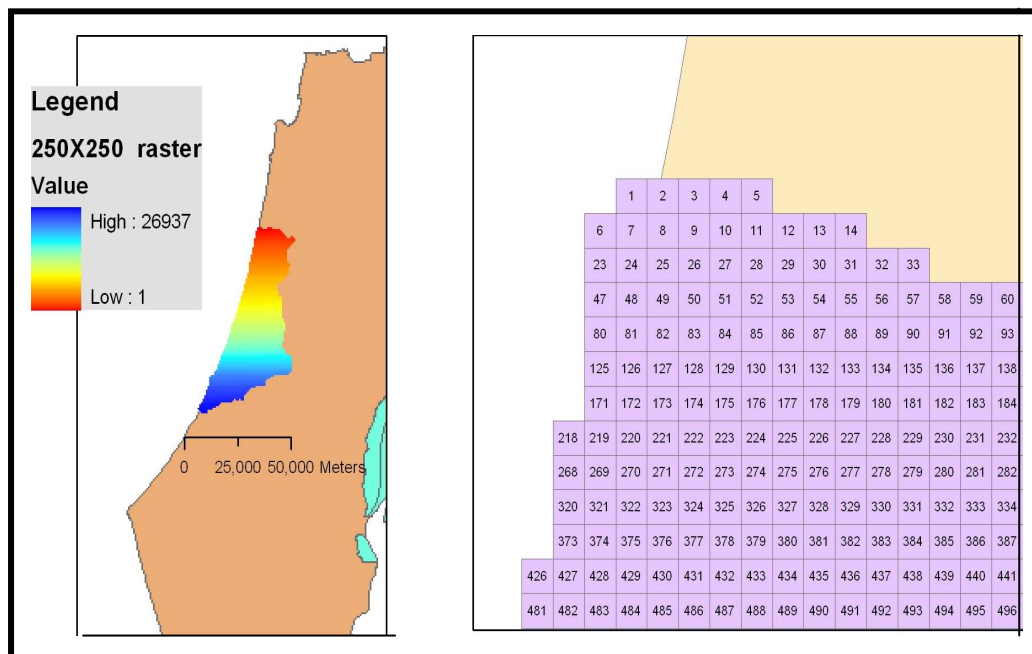 Legend
250X250 raster
Value
High : 26937
Low : 1
0 25,000 50,000 Meters
1 2 3 4 5
6 7 8 9 10 11 12 13 14
23 24 25 26 27 28 29 30 31 32 33
47 48 49 50 51 52 53 54 55 56 57 58 59 60
80 81 82 83 84 85 86 87 88 89 90 91 92 93
125 126 127 128 129 130 131 132 133 134 135 136 137 138
171 172 173 174 175 176 177 178 179 180 181 182 183 184
218 219 220 221 222 223 224 225 226 227 228 229 230 231 232
268 269 270 271 272 273 274 275 276 277 278 279 280 281 282
320 321 322 323 324 325 326 327 328 329 330 331 332 333 334
373 374 375 376 377 378 379 380 381 382 383 384 385 386 387
426 427 428 429 430 431 432 433 434 435 436 437 438 439 440 441
481 482 483 484 485 486 487 488 489 490 491 492 493 494 495 496